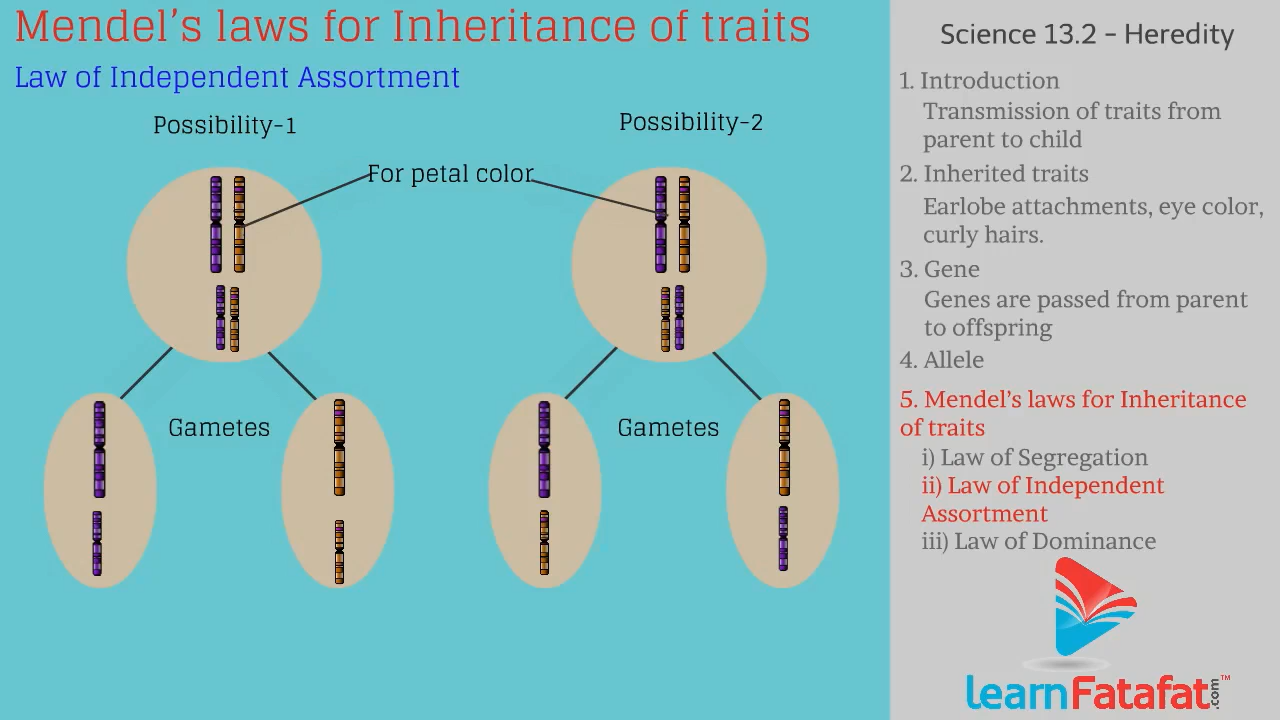 Mendel's laws for Inheritance of traits
Law of Independent Assortment
Possibility-1
Possibility-2
For petal color
Gametes
Gametes
Science 13.2 – Heredity
1. Introduction
Transmission of traits from
parent to child
2. Inherited traits
Earlobe attachments, eye color,
curly hairs.
3. Gene
Genes are passed from parent
to offspring
4. Allele
5. Mendel's laws for Inheritance
of traits
i) Law of Segregation
ii) Law of Independent
Assortment
iii) Law of Dominance
learnFatafat.com™